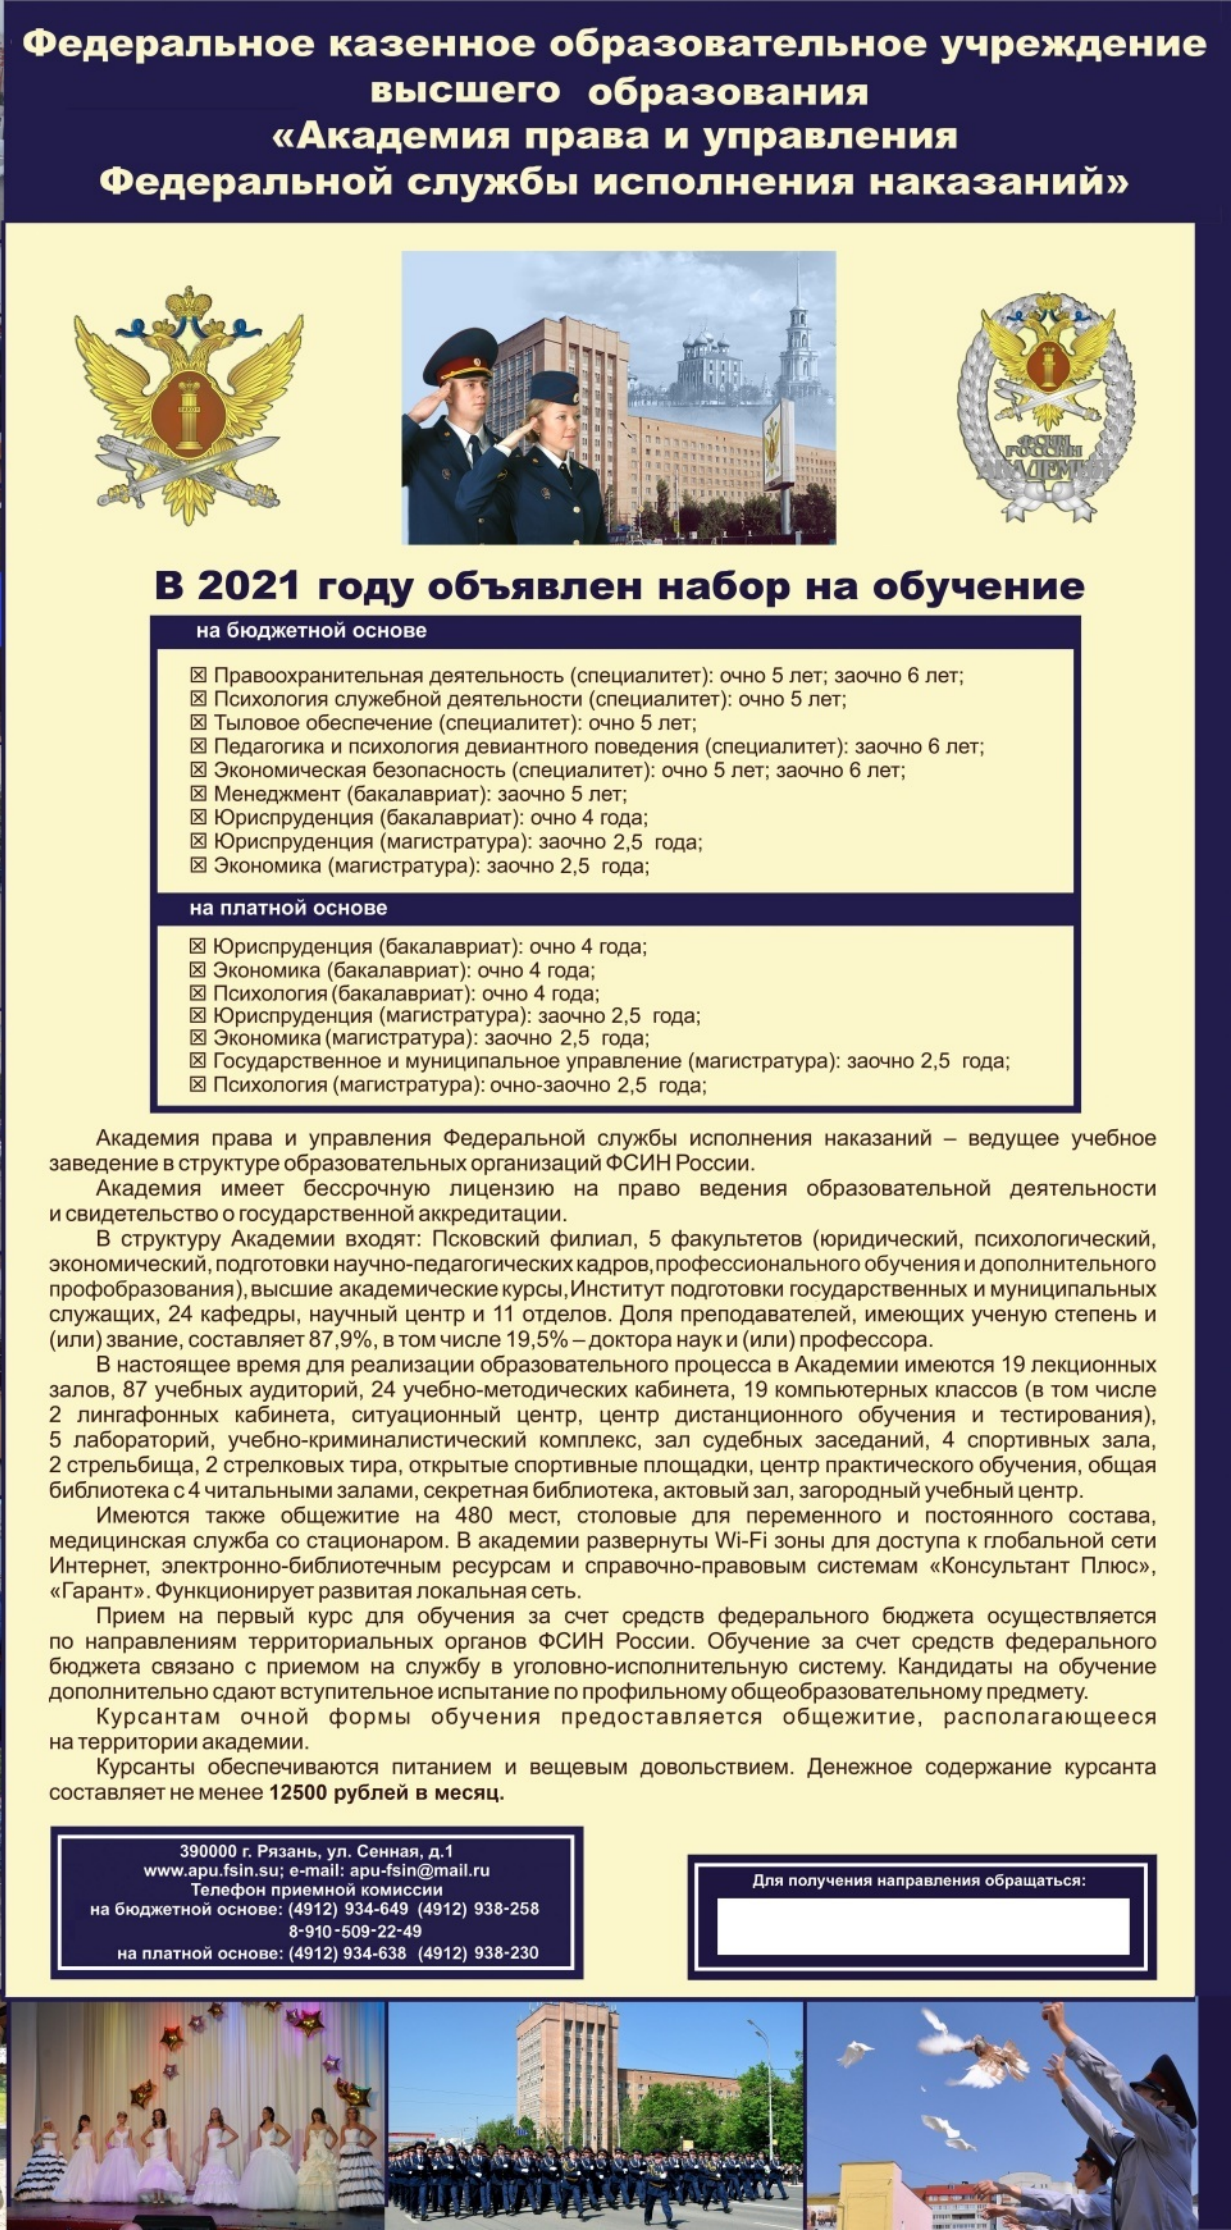 Федеральное казенное образовательное учреждение
высшего образования
«Академия права и управления
Федеральной службы исполнения наказаний»
ФСИН
РОССИИ
АКАДЕМИЯ
В 2021 году объявлен набор на обучение
на бюджетной основе
☒ Правоохранительная деятельность (специалитет): очно 5 лет; заочно 6 лет;
☒ Психология служебной деятельности (специалитет): очно 5 лет;
☒ Тыловое обеспечение (специалитет): очно 5 лет;
☒ Педагогика и психология девиантного поведения (специалитет): заочно 6 лет;
☒ Экономическая безопасность (специалитет): очно 5 лет; заочно 6 лет;
☒ Менеджмент (бакалавриат): заочно 5 лет;
☒ Юриспруденция (бакалавриат): очно 4 года;
☒ Юриспруденция (магистратура): заочно 2,5 года;
☒ Экономика (магистратура): заочно 2,5 года;
на платной основе
☒ Юриспруденция (бакалавриат): очно 4 года;
☒ Экономика (бакалавриат): очно 4 года;
☒ Психология (бакалавриат): очно 4 года;
☒ Юриспруденция (магистратура): заочно 2,5 года;
☒ Экономика (магистратура): заочно 2,5 года;
☒ Государственное и муниципальное управление (магистратура): заочно 2,5 года;
☒ Психология (магистратура): очно-заочно 2,5 года;
Академия права и управления Федеральной службы исполнения наказаний – ведущее учебное
заведение в структуре образовательных организаций ФСИН России.
Академия имеет бессрочную лицензию на право ведения образовательной деятельности
и свидетельство о государственной аккредитации.
В структуру Академии входят: Псковский филиал, 5 факультетов (юридический, психологический,
экономический, подготовки научно-педагогических кадров, профессионального обучения и дополнительного
профобразования), высшие академические курсы, Институт подготовки государственных и муниципальных
служащих, 24 кафедры, научный центр и 11 отделов. Доля преподавателей, имеющих ученую степень и
(или) звание, составляет 87,9%, в том числе 19,5% – доктора наук и (или) профессора.
В настоящее время для реализации образовательного процесса в Академии имеются 19 лекционных
залов, 87 учебных аудиторий, 24 учебно-методических кабинета, 19 компьютерных классов (в том числе
2 лингафонных кабинета, ситуационный центр, центр дистанционного обучения и тестирования),
5 лабораторий, учебно-криминалистический комплекс, зал судебных заседаний, 4 спортивных зала,
2 стрельбища, 2 стрелковых тира, открытые спортивные площадки, центр практического обучения, общая
библиотека с 4 читальными залами, секретная библиотека, актовый зал, загородный учебный центр.
Имеются также общежитие на 480 мест, столовые для переменного и постоянного состава,
медицинская служба со стационаром. В академии развернуты Wi-Fi зоны для доступа к глобальной сети
Интернет, электронно-библиотечным ресурсам и справочно-правовым системам «Консультант Плюс»,
«Гарант». Функционирует развитая локальная сеть.
Прием на первый курс для обучения за счет средств федерального бюджета осуществляется
по направлениям территориальных органов ФСИН России. Обучение за счет средств федерального
бюджета связано с приемом на службу в уголовно-исполнительную систему. Кандидаты на обучение
дополнительно сдают вступительное испытание по профильному общеобразовательному предмету.
Курсантам очной формы обучения предоставляется общежитие, располагающееся
на территории академии.
Курсанты обеспечиваются питанием и вещевым довольствием. Денежное содержание курсанта
составляет не менее 12500 рублей в месяц.
390000 г. Рязань, ул. Сенная, д.1
www.apu.fsin.su; e-mail: apu-fsin@mail.ru
Телефон приемной комиссии
на бюджетной основе: (4912) 934-649 (4912) 938-258
8-910-509-22-49
на платной основе: (4912) 934-638 (4912) 938-230
Для получения направления обращаться: